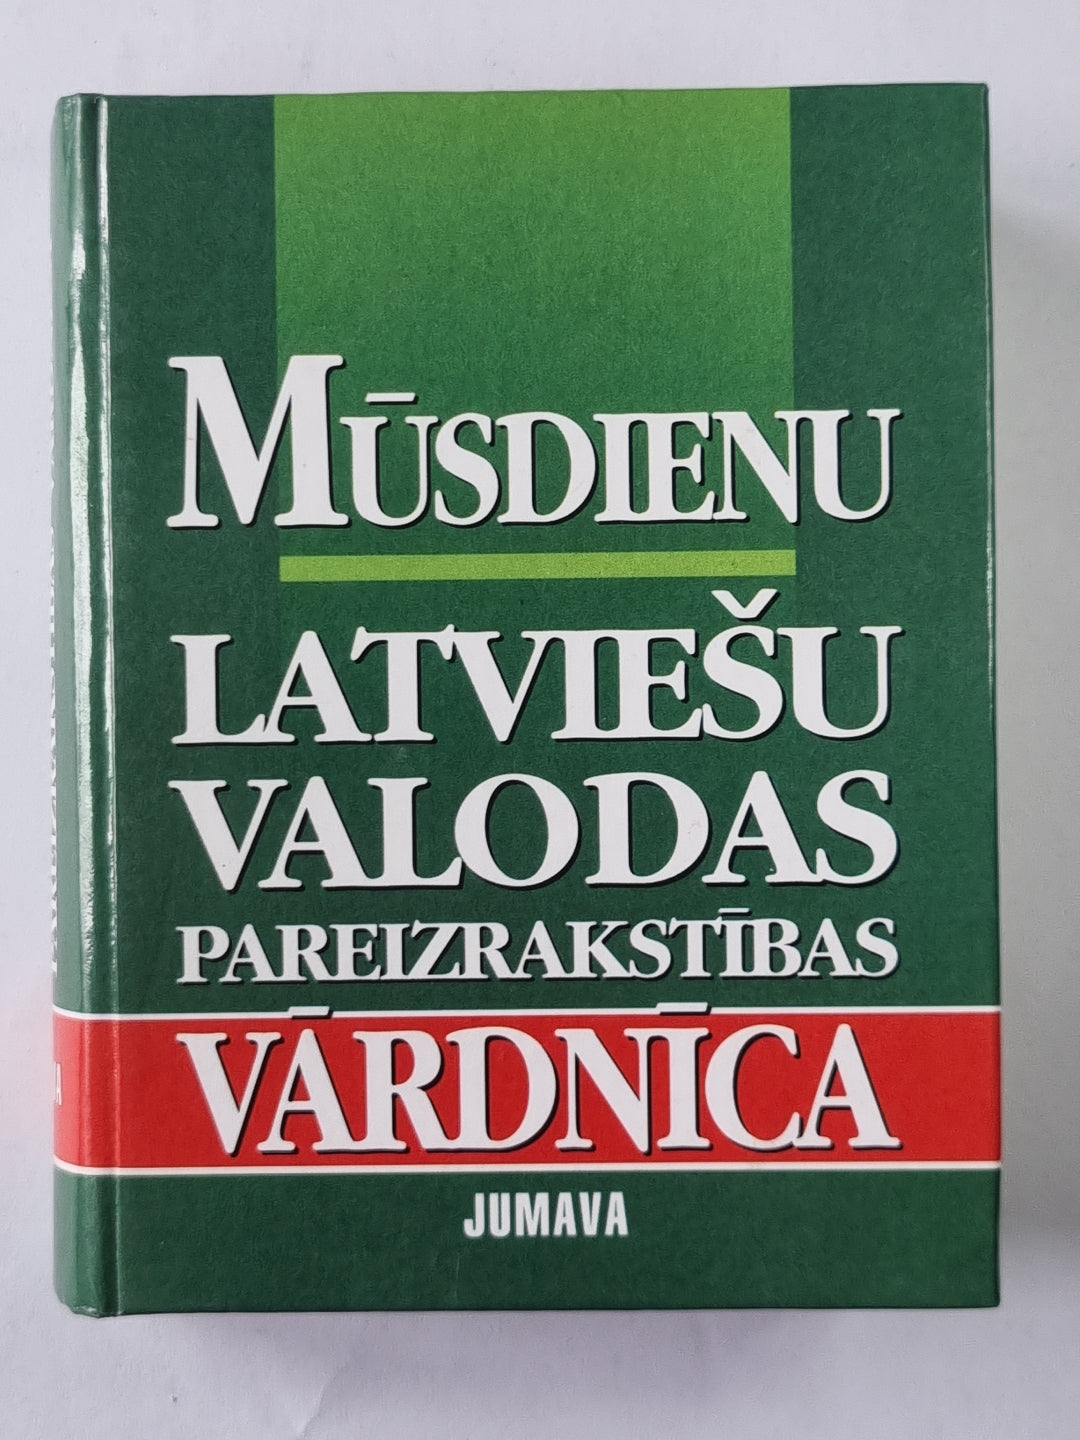 MŪSDIENU
LATVIEŠU
VALODAS
PAREIZRAKSTĪBAS
VĀRDNĪCA
JUMAVA